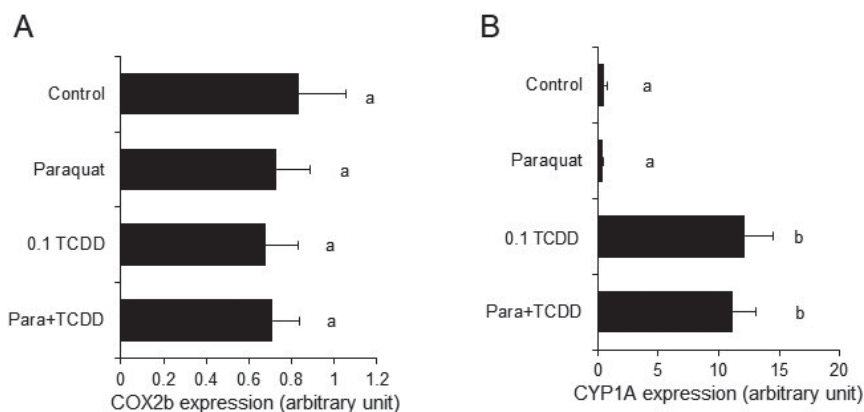 A
Control
a
Paraquat
a
0.1 TCDD
a
Para+TCDD
a
0 0.2 0.4 0.6 0.8 1 1.2
COX2b expression (arbitrary unit)
B
Control
a
Paraquat
a
0.1 TCDD
b
Para+TCDD
b
0 5 10 15 20
CYP1A expression (arbitrary unit)